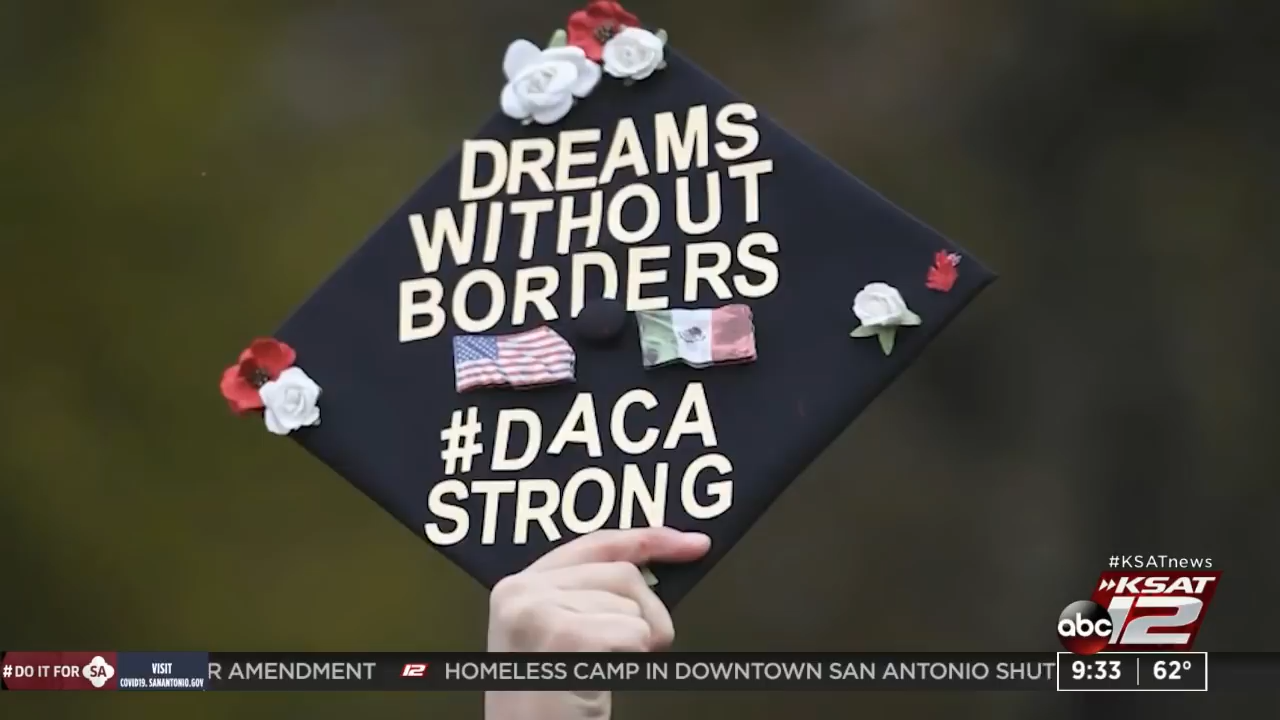 DREAMS
WITHOUT
BORDERS
#DACA
STRONG
#KSATnews
KSAT
abc 12
#DO IT FOR SA
VISIT
COVID19.SANANTONIO.GOV
R AMENDMENT 12 HOMELESS CAMP IN DOWNTOWN SAN ANTONIO SHUT
9:33 62°